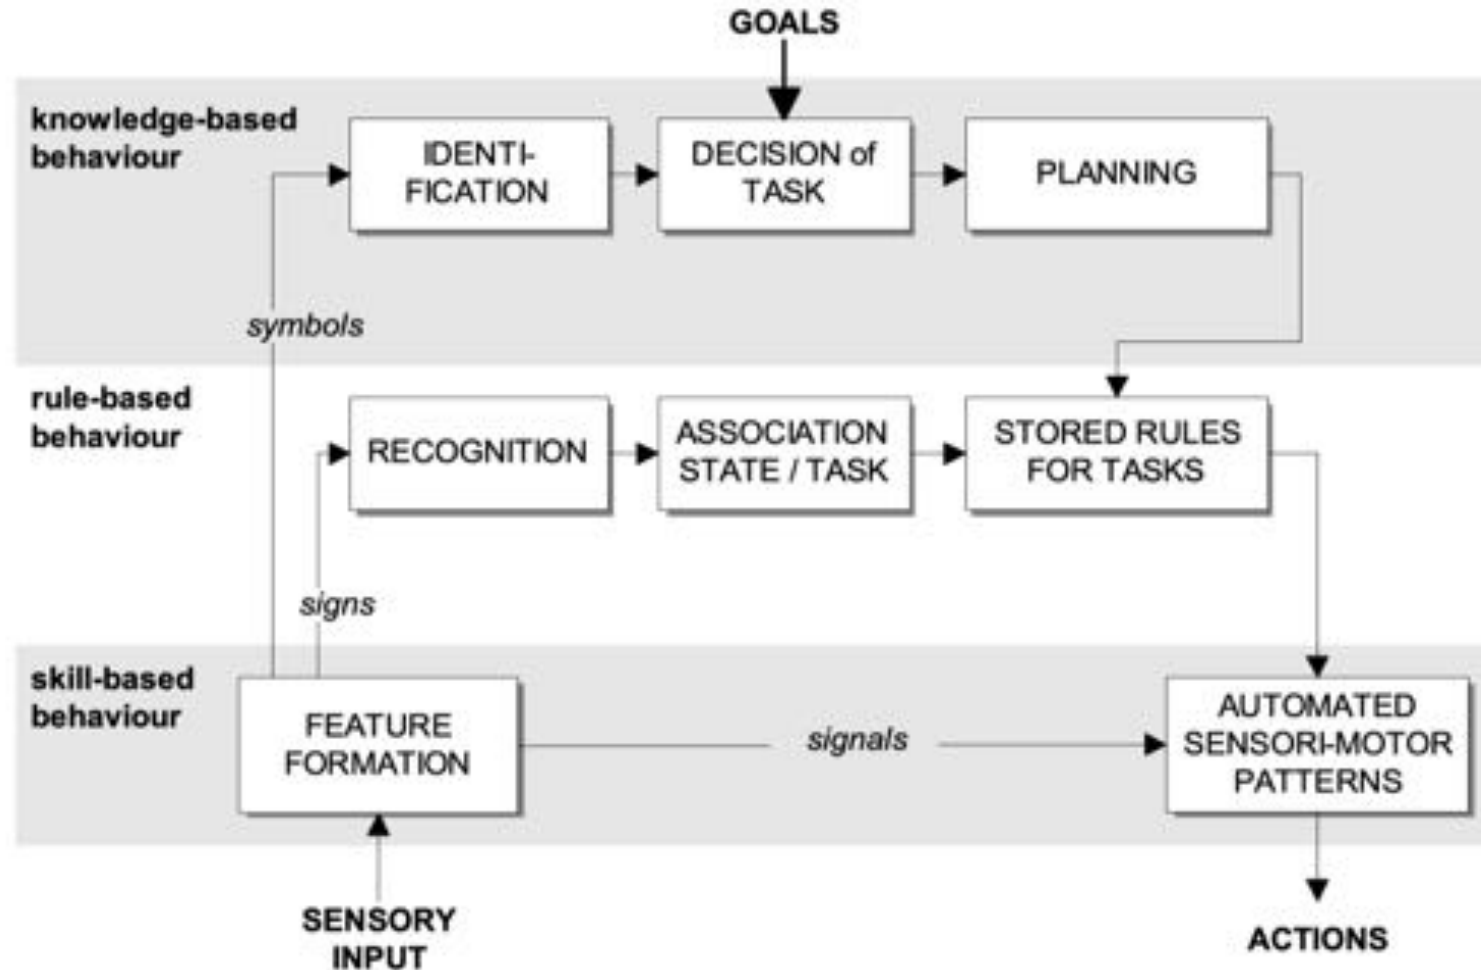 GOALS
knowledge-based
behaviour
IDENTI-
FICATION
DECISION of
TASK
PLANNING
symbols
rule-based
behaviour
RECOGNITION
ASSOCIATION
STATE / TASK
STORED RULES
FOR TASKS
signs
skill-based
behaviour
FEATURE
FORMATION
signals
AUTOMATED
SENSORI-MOTOR
PATTERNS
SENSORY
INPUT
ACTIONS